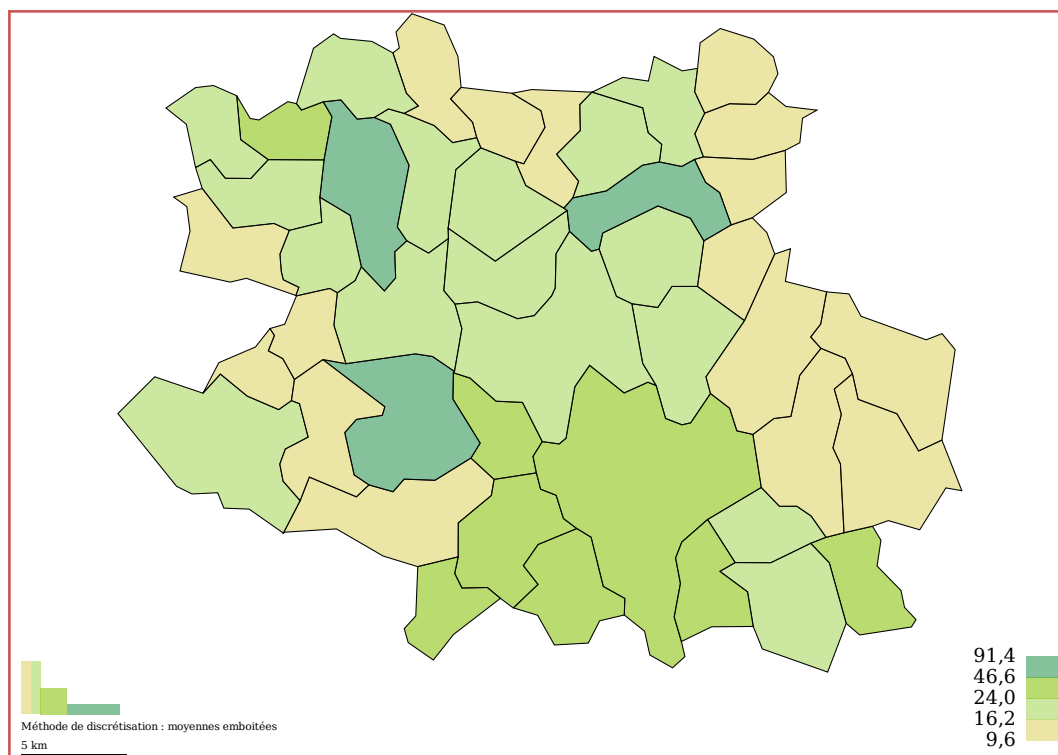 91,4
46,6
24,0
16,2
9,6
Méthode de discrétisation : moyennes emboitées
5 km